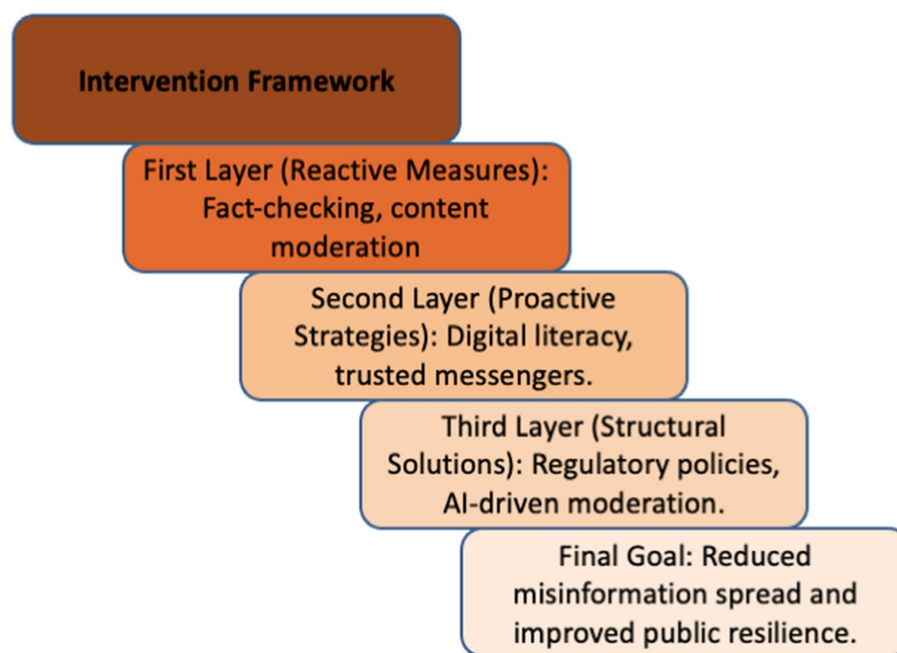 Intervention Framework
First Layer (Reactive Measures):
Fact-checking, content
moderation
Second Layer (Proactive
Strategies): Digital literacy,
trusted messengers.
Third Layer (Structural
Solutions): Regulatory policies,
AI-driven moderation.
Final Goal: Reduced
misinformation spread and
improved public resilience.